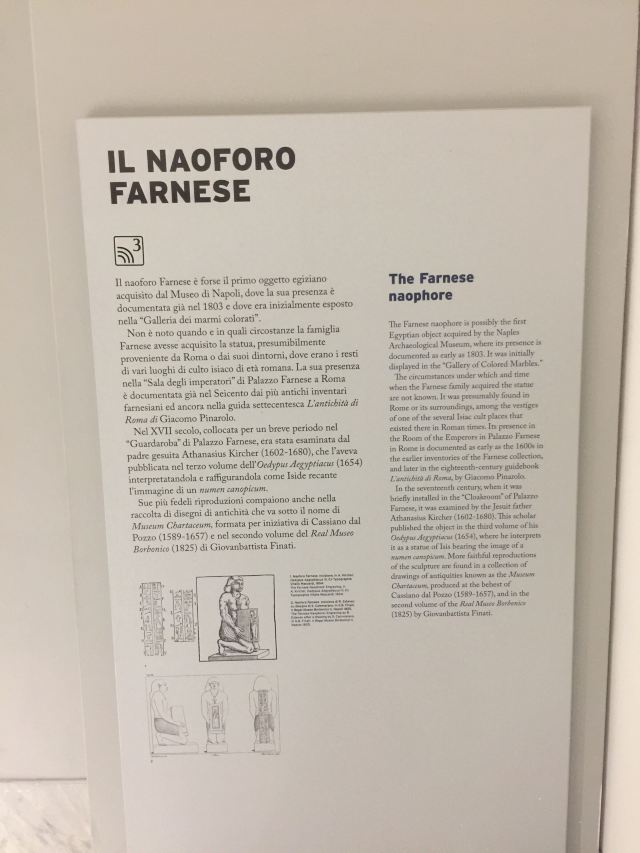 IL NAOFORO
FARNESE
3
Il naoforo Farnese è forse il primo oggetto egiziano
acquisito dal Museo di Napoli, dove la sua presenza è
documentata già nel 1803 e dove era inizialmente esposto
nella “Galleria dei marmi colorati”.
Non è noto quando e in quali circostanze la famiglia
Farnese avesse acquisito la statua, presumibilmente
proveniente da Roma o dai suoi dintorni, dove erano i resti
di vari luoghi di culto isiaco di età romana. La sua presenza
nella “Sala degli imperatori” di Palazzo Farnese a Roma
è documentata già nel Seicento dai più antichi inventari
farnesiani ed ancora nella guida settecentesca L'antichità di
Roma di Giacomo Pinarolo.
Nel XVII secolo, collocata per un breve periodo nel
“Guardaroba” di Palazzo Farnese, era stata esaminata dal
padre gesuita Athanasius Kircher (1602-1680), che l'aveva
pubblicata nel terzo volume dell'Oedypus Aegyptiacus (1654)
interpretandola e raffigurandola come Iside recante
l'immagine di un numen canopicum.
Sue più fedeli riproduzioni compaiono anche nella
raccolta di disegni di antichità che va sotto il nome di
Museum Chartaceum, formata per iniziativa di Cassiano dal
Pozzo (1589-1657) e nel secondo volume del Real Museo
Borbonico (1825) di Giovanbattista Finati.
The Farnese
naophore
The Farnese naophore is possibly the first
Egyptian object acquired by the Naples
Archaeological Museum, where its presence is
documented as early as 1803. It was initially
displayed in the “Gallery of Colored Marbles.”
The circumstances under which and time
when the Farnese family acquired the statue
are not known. It was presumably found in
Rome or its surroundings, among the vestiges
of one of the several Isiac cult places that
existed there in Roman times. Its presence in
the Room of the Emperors in Palazzo Farnese
in Rome is documented as early as the 1600s in
the earlier inventories of the Farnese collection,
and later in the eighteenth-century guidebook
L'antichità di Roma, by Giacomo Pinarolo.
In the seventeenth century, when it was
briefly installed in the “Cloakroom” of Palazzo
Farnese, it was examined by the Jesuit father
Athanasius Kircher (1602-1680). This scholar
published the object in the third volume of his
Oedypus Aegyptiacus (1654), where he interprets
it as a statue of Isis bearing the image of a
numen canopicum. More faithful reproductions
of the sculpture are found in a collection of
drawings of antiquities known as the Museum
Chartaceum, produced at the behest of
Cassiano dal Pozzo (1589-1657), and in the
second volume of the Real Museo Borbonico
(1825) by Giovanbattista Finati.